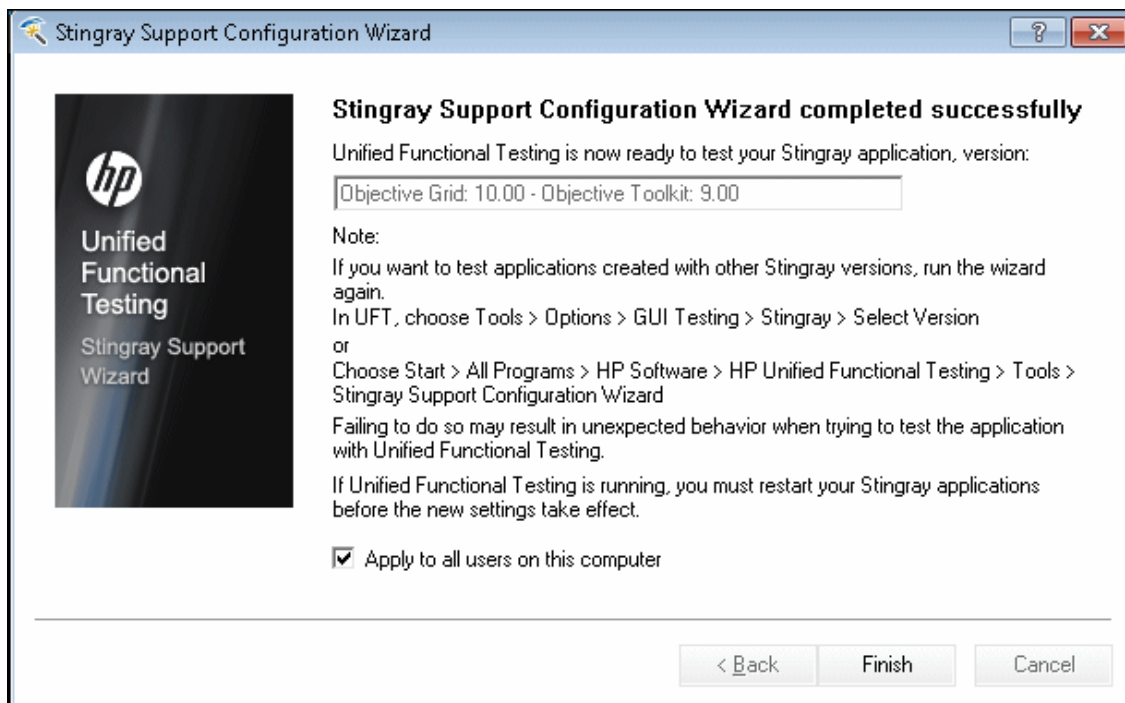 Stingray Support Configuration Wizard
?
hp
Unified
Functional
Testing
Stingray Support
Wizard
Stingray Support Configuration Wizard completed successfully
Unified Functional Testing is now ready to test your Stingray application, version:
Objective Grid: 10.00 - Objective Toolkit: 9.00
Note:
If you want to test applications created with other Stingray versions, run the wizard
again.
In UFT, choose Tools > Options > GUI Testing > Stingray > Select Version
or
Choose Start > All Programs > HP Software > HP Unified Functional Testing > Tools >
Stingray Support Configuration Wizard
Failing to do so may result in unexpected behavior when trying to test the application
with Unified Functional Testing.
If Unified Functional Testing is running, you must restart your Stingray applications
before the new settings take effect.
Apply to all users on this computer
< Back
Finish
Cancel